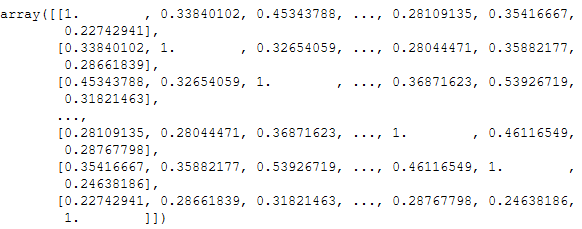 array([[1.        , 0.33840102, 0.45343788, ..., 0.28109135, 0.35416667,
        0.22742941],
       [0.33840102, 1.        , 0.32654059, ..., 0.28044471, 0.35882177,
        0.28661839],
       [0.45343788, 0.32654059, 1.        , ..., 0.36871623, 0.53926719,
        0.31821463],
       ...,
       [0.28109135, 0.28044471, 0.36871623, ..., 1.        , 0.46116549,
        0.28767798],
       [0.35416667, 0.35882177, 0.53926719, ..., 0.46116549, 1.        ,
        0.24638186],
       [0.22742941, 0.28661839, 0.31821463, ..., 0.28767798, 0.24638186,
        1.        ]])